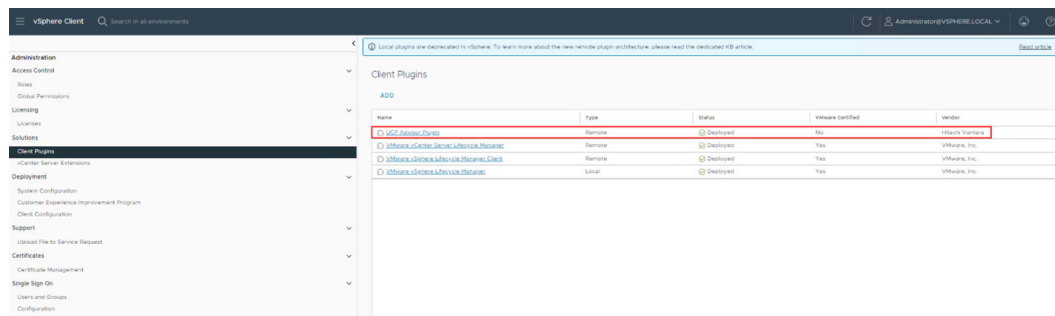 vSphere Client Search in all environments Administrator@VSPHERE.LOCAL
Local plugins are deprecated in vSphere. To learn more about the new remote plugin architecture, please read the dedicated KB article. Read article
Administration
Access Control
Roles
Global Permissions
Licensing
Licenses
Solutions
Client Plugins
vCenter Server Extensions
Deployment
System Configuration
Customer Experience Improvement Program
Client Configuration
Support
Upload File to Service Request
Certificates
Certificate Management
Single Sign On
Users and Groups
Configuration
Client Plugins
ADD
Name Type Status VMware Certified Vendor
UCP Advisor Plugin Remote Deployed No Hitachi Vantara
VMware vCenter Server Lifecycle Manager Remote Deployed Yes VMware, Inc.
VMware vSphere Lifecycle Manager Client Remote Deployed Yes VMware, Inc.
VMware vSphere Lifecycle Manager Local Deployed Yes VMware, Inc.